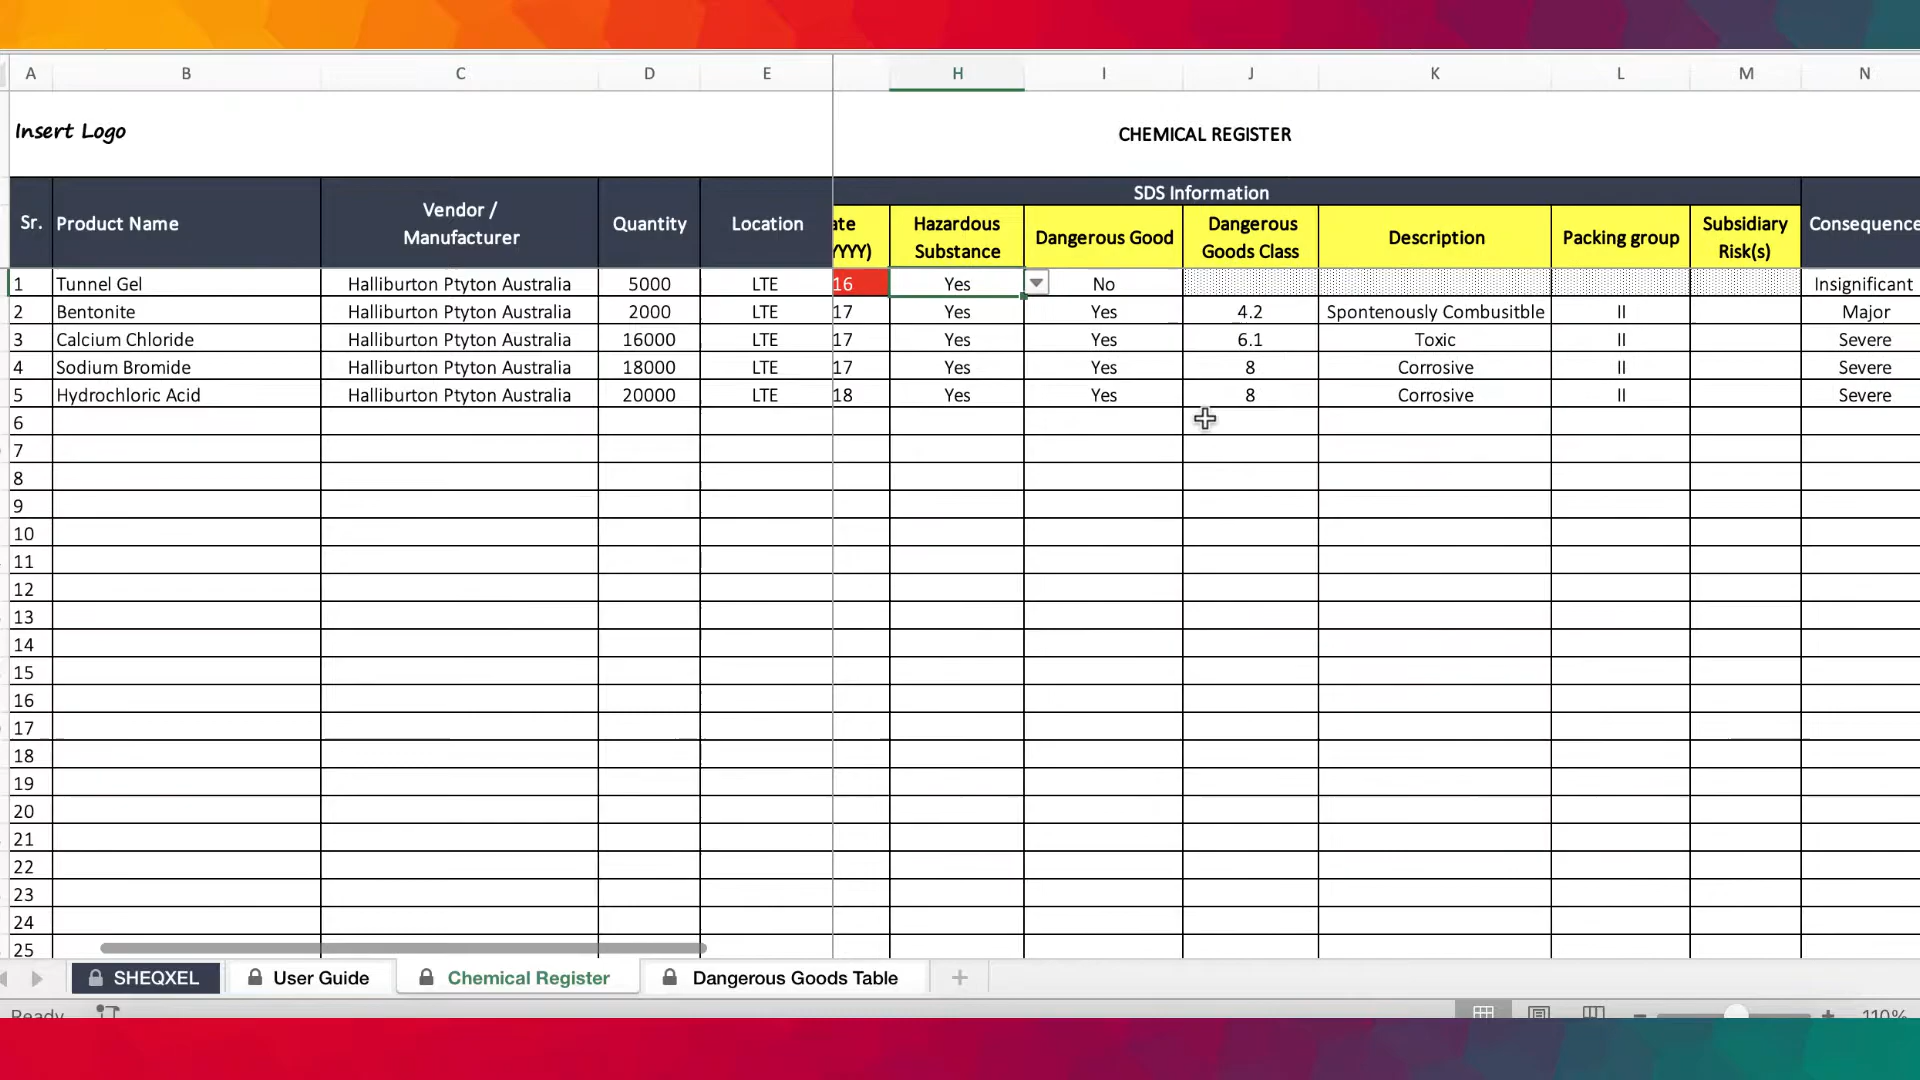 A B C D E H I J K L M N
Insert Logo
CHEMICAL REGISTER
SDS Information
Sr. Product Name Vendor / Manufacturer Quantity Location ate YYY) Hazardous Substance Dangerous Good Dangerous Goods Class Description Packing group Subsidiary Risk(s) Consequence
1 Tunnel Gel Halliburton Ptyton Australia 5000 LTE 16 Yes No Insignificant
2 Bentonite Halliburton Ptyton Australia 2000 LTE 17 Yes Yes 4.2 Spontenously Combusitble II Major
3 Calcium Chloride Halliburton Ptyton Australia 16000 LTE 17 Yes Yes 6.1 Toxic II Severe
4 Sodium Bromide Halliburton Ptyton Australia 18000 LTE 17 Yes Yes 8 Corrosive II Severe
5 Hydrochloric Acid Halliburton Ptyton Australia 20000 LTE 18 Yes Yes 8 Corrosive II Severe
6
7
8
9
10
11
12
13
14
15
16
17
18
19
20
21
22
23
24
25
SHEQXEL User Guide Chemical Register Dangerous Goods Table
Ready 110%